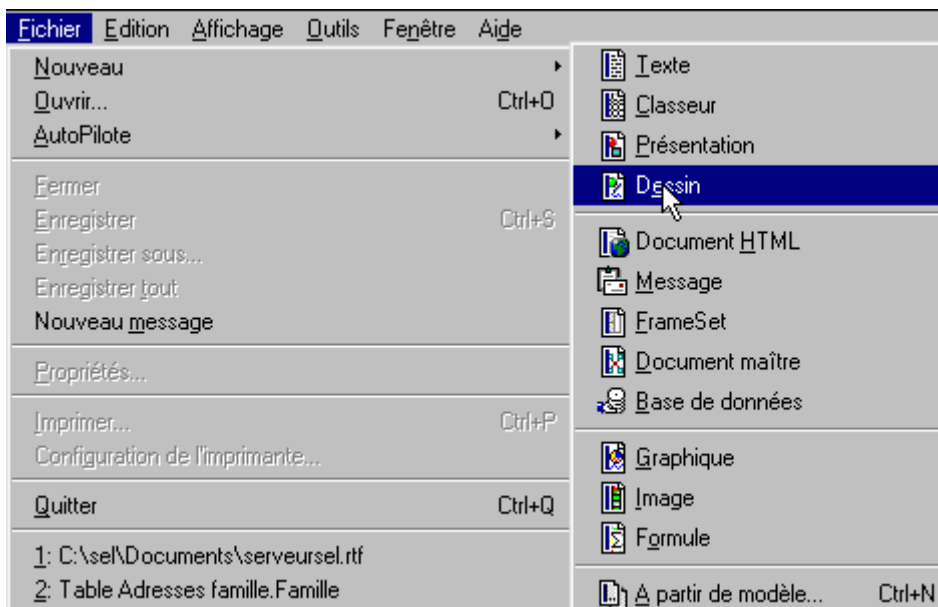 Fichier Edition Affichage Outils Fenêtre Aide
Nouveau
Ouvrir... Ctrl+O
AutoPilote
Fermer
Enregistrer Ctrl+S
Enregistrer sous...
Enregistrer tout
Nouveau message
Propriétés...
Imprimer... Ctrl+P
Configuration de l'imprimante...
Quitter Ctrl+Q
1: C:\sel\Documents\serveursel.rtf
2: Table Adresses famille.Famille
Texte
Classeur
Présentation
Dessin
Document HTML
Message
FrameSet
Document maître
Base de données
Graphique
Image
Formule
A partir de modèle... Ctrl+N